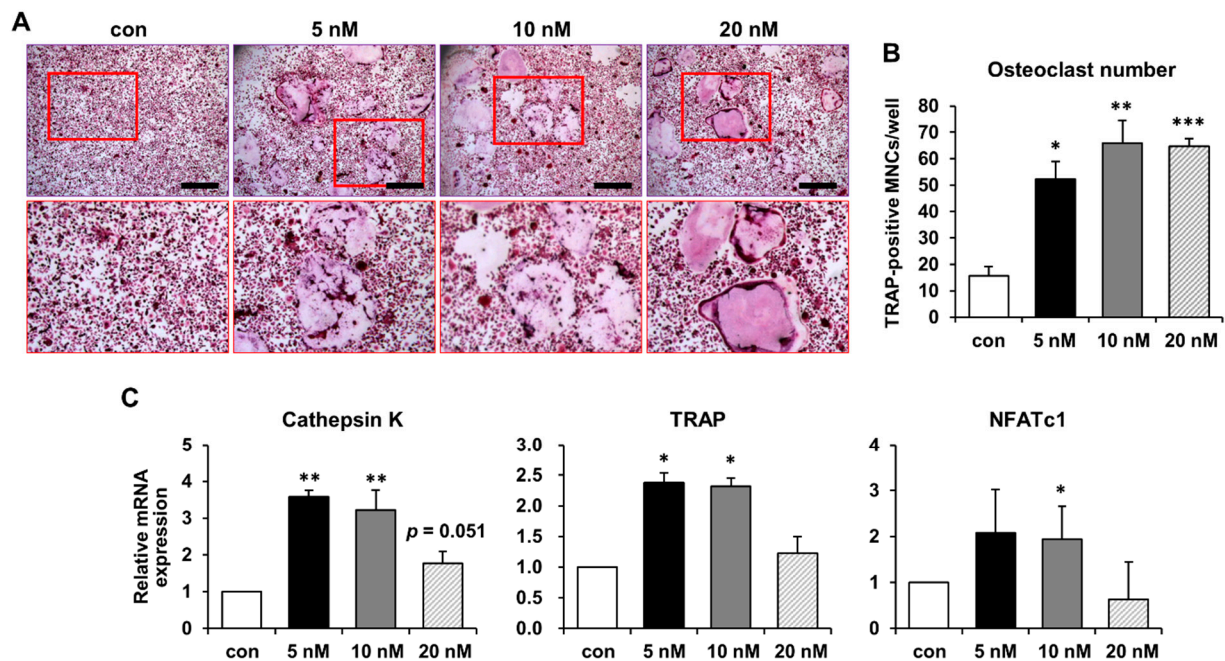 A
con 5 nM 10 nM 20 nM
B
Osteoclast number
TRAP-positive MNCs/well
80
70
60
50
40
30
20
10
0
* ** ***
con 5 nM 10 nM 20 nM
C
Cathepsin K
Relative mRNA
expression
5
4
3
2
1
0
** **
p = 0.051
con 5 nM 10 nM 20 nM
TRAP
3.0
2.5
2.0
1.5
1.0
0.5
0.0
* *
con 5 nM 10 nM 20 nM
NFATc1
4
3
2
1
0
*
con 5 nM 10 nM 20 nM